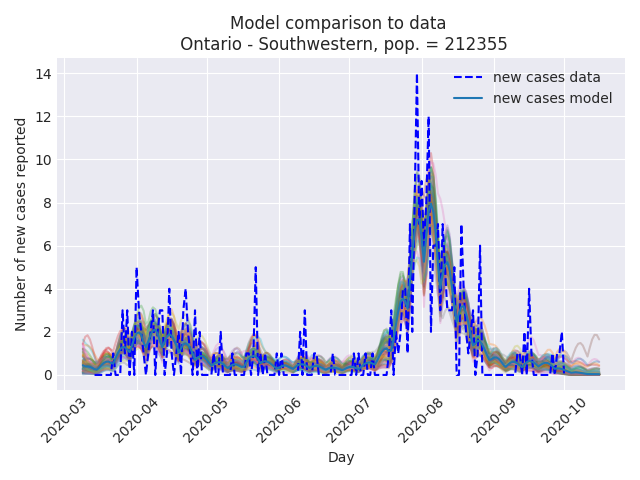 Model comparison to data
Ontario - Southwestern, pop. = 212355
new cases data
new cases model
Number of new cases reported
14
12
10
8
6
4
2
0
2020-03
2020-04
2020-05
2020-06
2020-07
2020-08
2020-09
2020-10
Day